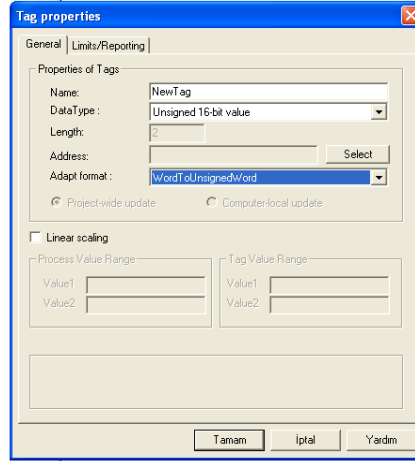 Tag properties
General Limits/Reporting
Properties of Tags
Name: NewTag
DataType : Unsigned 16-bit value
Length: 2
Address: Select
Adapt format : WordToUnsignedWord
Project-wide update Computer-local update
Linear scaling
Process Value Range Tag Value Range
Value1 Value1
Value2 Value2
Tamam İptal Yardım